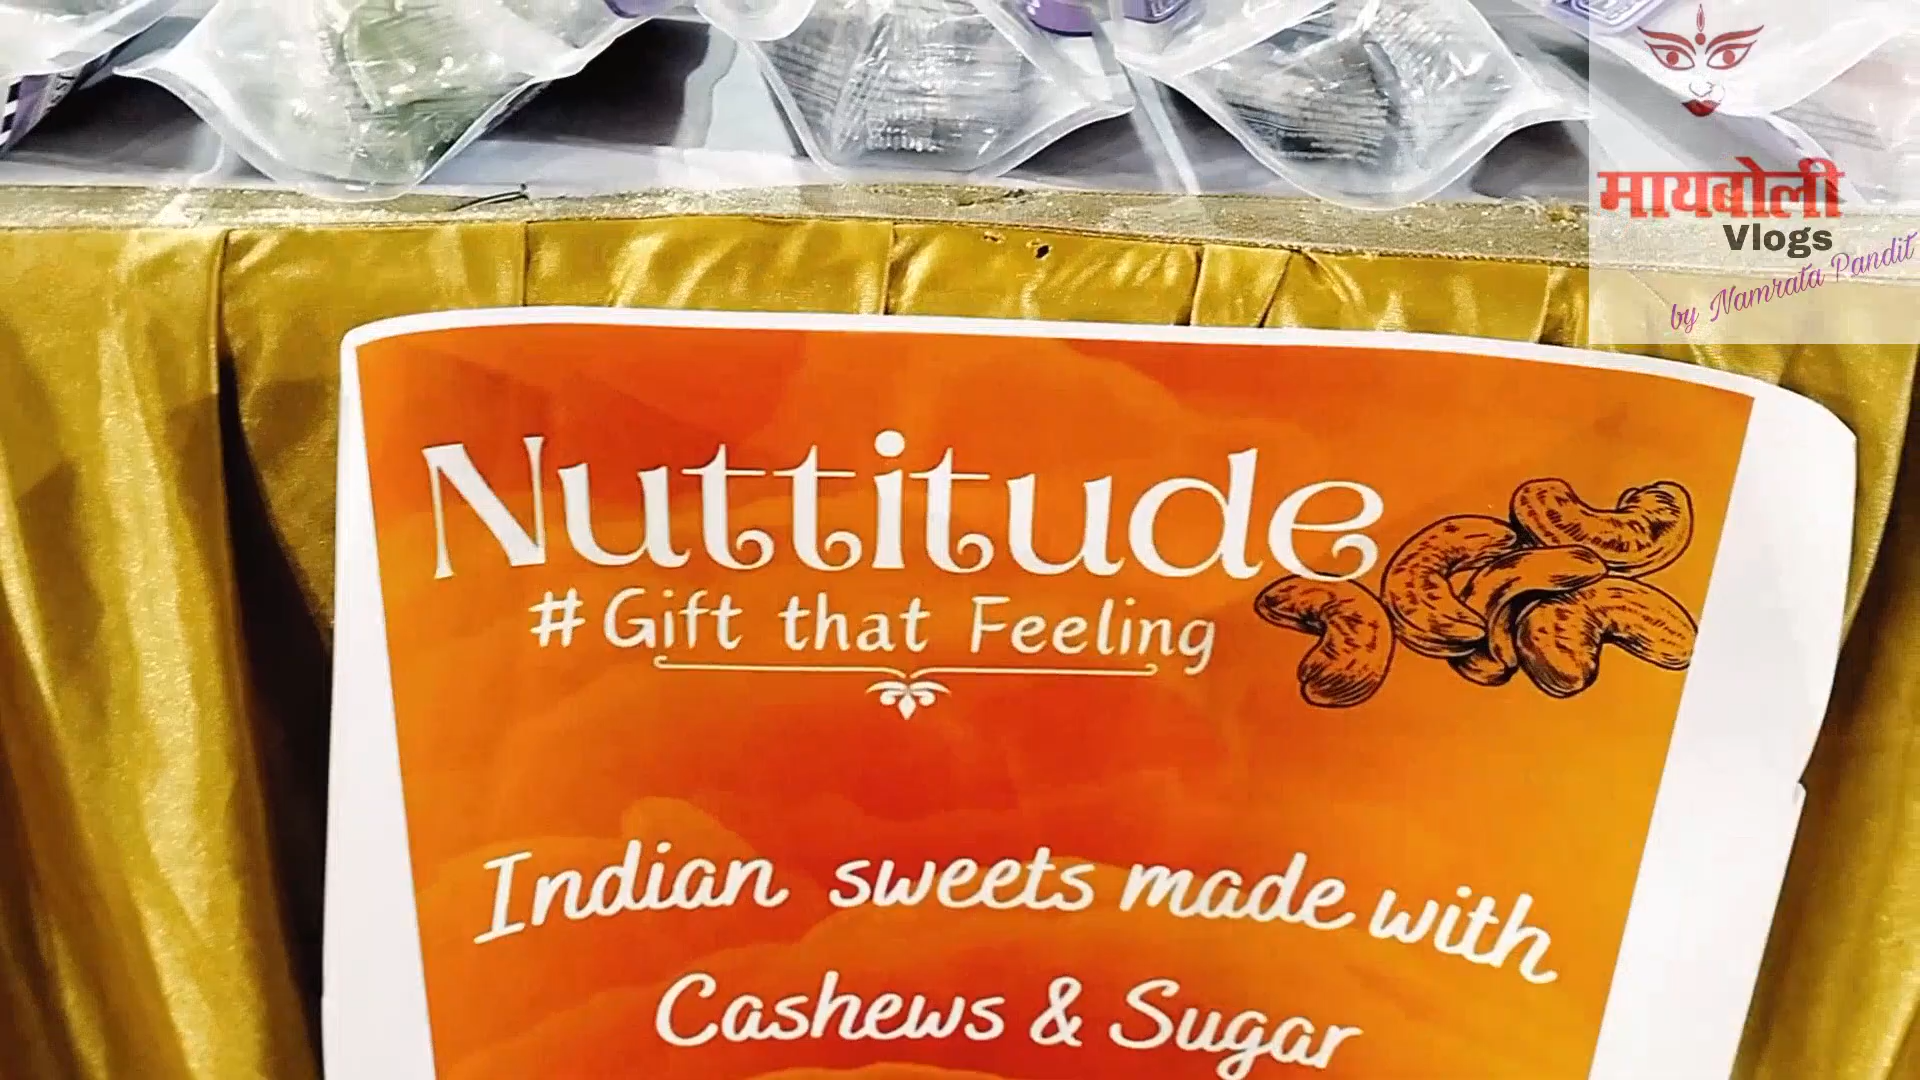 मायबोली
Vlogs
by Namrata Pandit
Nuttitude
#Gift that Feeling
Indian sweets made with
Cashews & Sugar